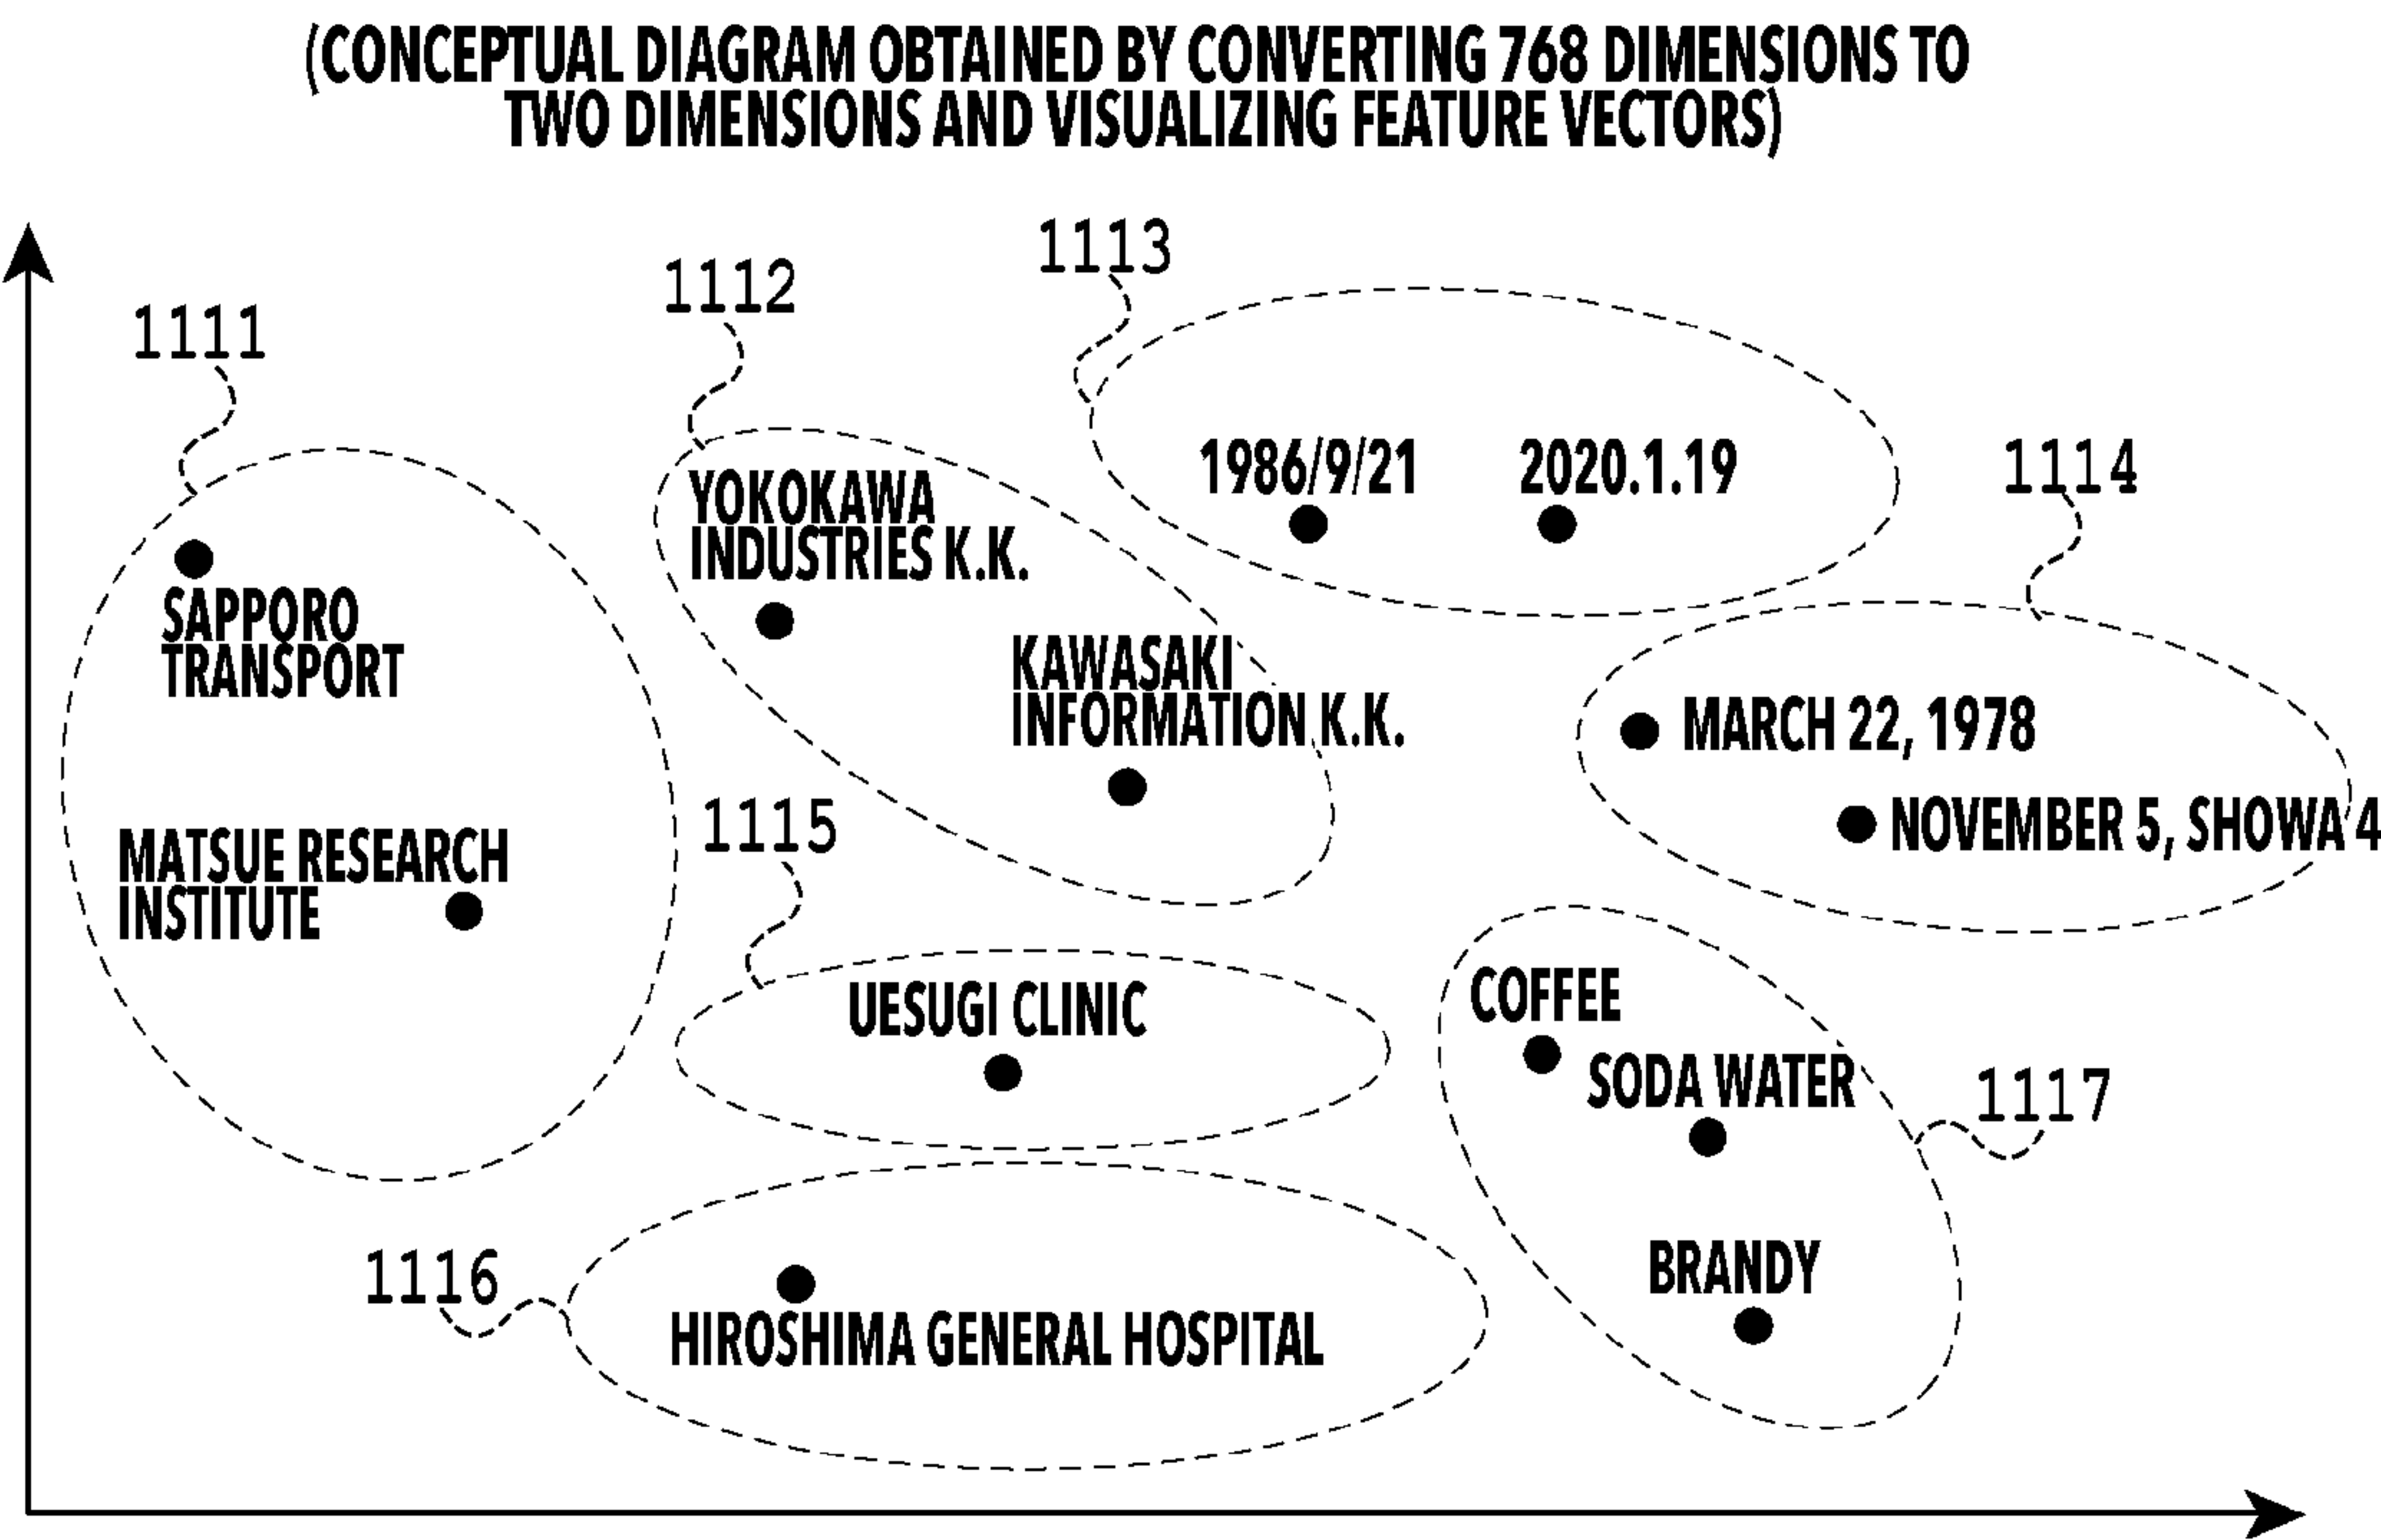 (CONCEPTUAL DIAGRAM OBTAINED BY CONVERTING 768 DIMENSIONS TO
TWO DIMENSIONS AND VISUALIZING FEATURE VECTORS)
1111
1112
1113
1114
SAPPORO
TRANSPORT
MATSUE RESEARCH
INSTITUTE
YOKOKAWA
INDUSTRIES K.K.
KAWASAKI
INFORMATION K.K.
1986/9/21
2020.1.19
MARCH 22, 1978
NOVEMBER 5, SHOWA 4
1115
UESUGI CLINIC
COFFEE
SODA WATER
BRANDY
1117
1116
HIROSHIMA GENERAL HOSPITAL